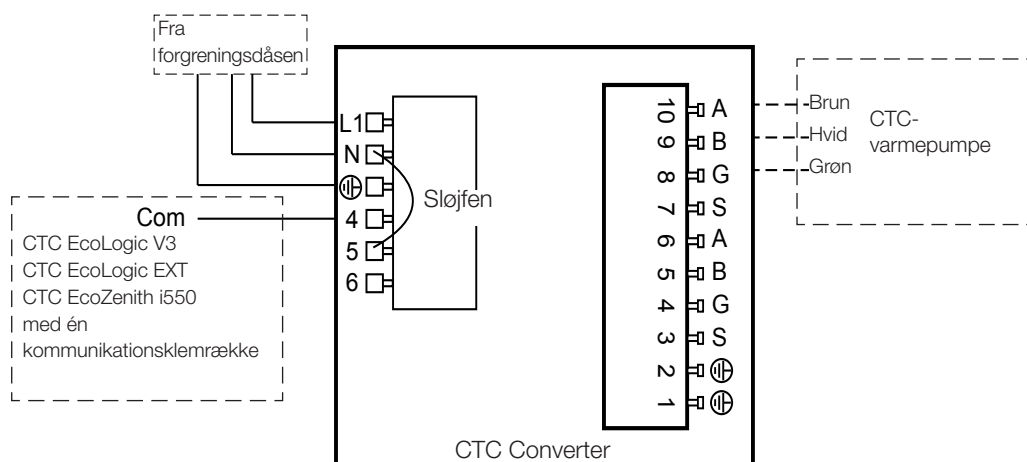 Fra
forgreningsdåsen
L1
N
4
5
6
Sløjfen
Com
CTC EcoLogic V3
CTC EcoLogic EXT
CTC EcoZenith i550
med én
kommunikationsklemrække
10 A
9 B
8 G
7 S
6 A
5 B
4 G
3 S
2
1
Brun
Hvid
Grøn
CTC-
varmepumpe
CTC Converter